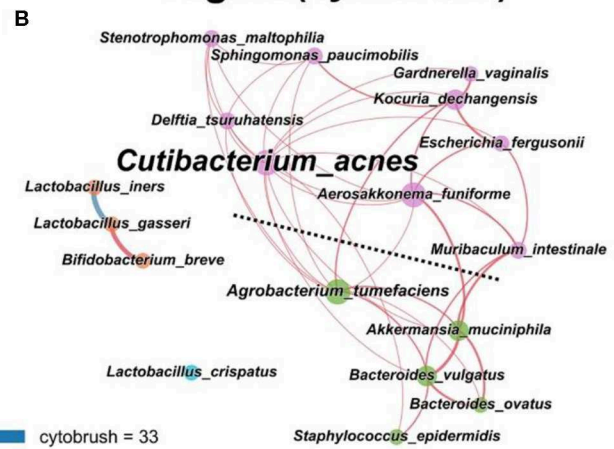 B
Stenotrophomonas_maltophilia
Sphingomonas_paucimobilis
Gardnerella_vaginalis
Kocuria_dechangensis
Delftia_tsuruhatensis
Escherichia_fergusonii
Cutibacterium_acnes
Lactobacillus_iners
Aerosakkonema_funiforme
Lactobacillus_gasseri
Muribaculum_intestinale
Bifidobacterium_breve
Agrobacterium_tumefaciens
Akkermansia_muciniphila
Lactobacillus_crispatus
Bacteroides_vulgatus
Bacteroides_ovatus
Staphylococcus_epidermidis
cytobrush = 33